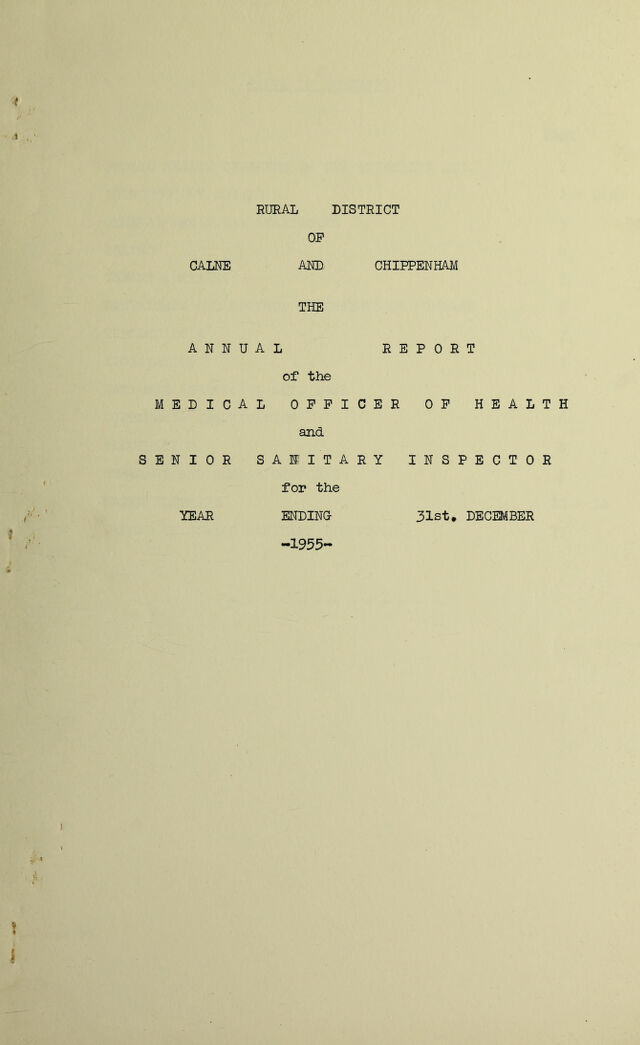 RURAL DISTRICT
OF
CALNE AND CHIPPENHAM
THE
ANNUAL REPORT
of the
MEDICAL OFFICER OF HEALTH
and
SENIOR SANITARY INSPECTOR
for the
YEAR ENDING 31st. DECEMBER
-1955-